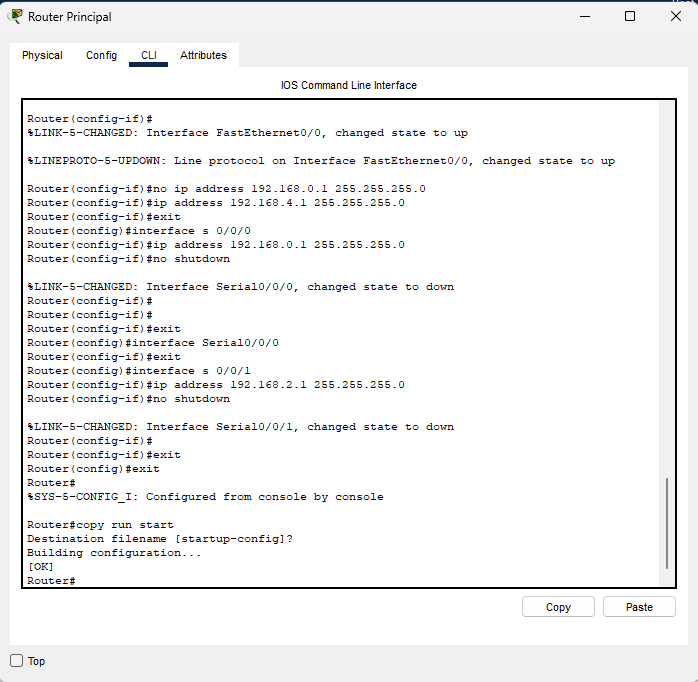 Router Principal
Physical Config CLI Attributes
IOS Command Line Interface
Router(config-if)#
%LINK-5-CHANGED: Interface FastEthernet0/0, changed state to up
%LINEPROTO-5-UPDOWN: Line protocol on Interface FastEthernet0/0, changed state to up
Router(config-if)#no ip address 192.168.0.1 255.255.255.0
Router(config-if)#ip address 192.168.4.1 255.255.255.0
Router(config-if)#exit
Router(config)#interface s 0/0/0
Router(config-if)#ip address 192.168.0.1 255.255.255.0
Router(config-if)#no shutdown
%LINK-5-CHANGED: Interface Serial0/0/0, changed state to down
Router(config-if)#
Router(config-if)#
Router(config-if)#exit
Router(config)#interface Serial0/0/0
Router(config-if)#exit
Router(config)#interface s 0/0/1
Router(config-if)#ip address 192.168.2.1 255.255.255.0
Router(config-if)#no shutdown
%LINK-5-CHANGED: Interface Serial0/0/1, changed state to down
Router(config-if)#
Router(config-if)#exit
Router(config)#exit
Router#
%SYS-5-CONFIG_I: Configured from console by console
Router#copy run start
Destination filename [startup-config]?
Building configuration...
[OK]
Router#
Copy Paste
Top